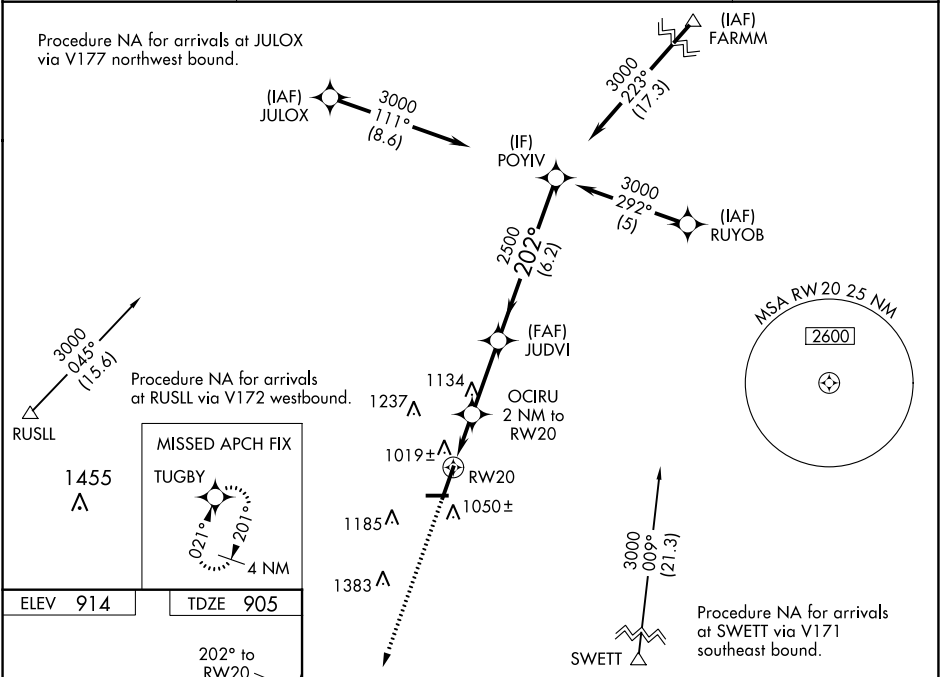 Procedure NA for arrivals at JULOX
via V177 northwest bound.
(IAF)
FARMM
3000
223°
(17.3)
(IAF)
JULOX
3000
111°
(8.6)
(IF)
POYIV
3000
292°
(5)
(IAF)
RUYOB
2500
202°
(6.2)
MSA RW20 25 NM
2600
(FAF)
JUDVI
3000
045°
(15.6)
RUSLL
Procedure NA for arrivals
at RUSLL via V172 westbound.
1134
1237
OCIRU
2 NM to
RW20
1019±
RW20
1050±
1185
1383
1455
MISSED APCH FIX
TUGBY
021°
201°
4 NM
3000
009°
(21.3)
SWETT
Procedure NA for arrivals
at SWETT via V171
southeast bound.
ELEV 914
TDZE 905
202° to
RW20